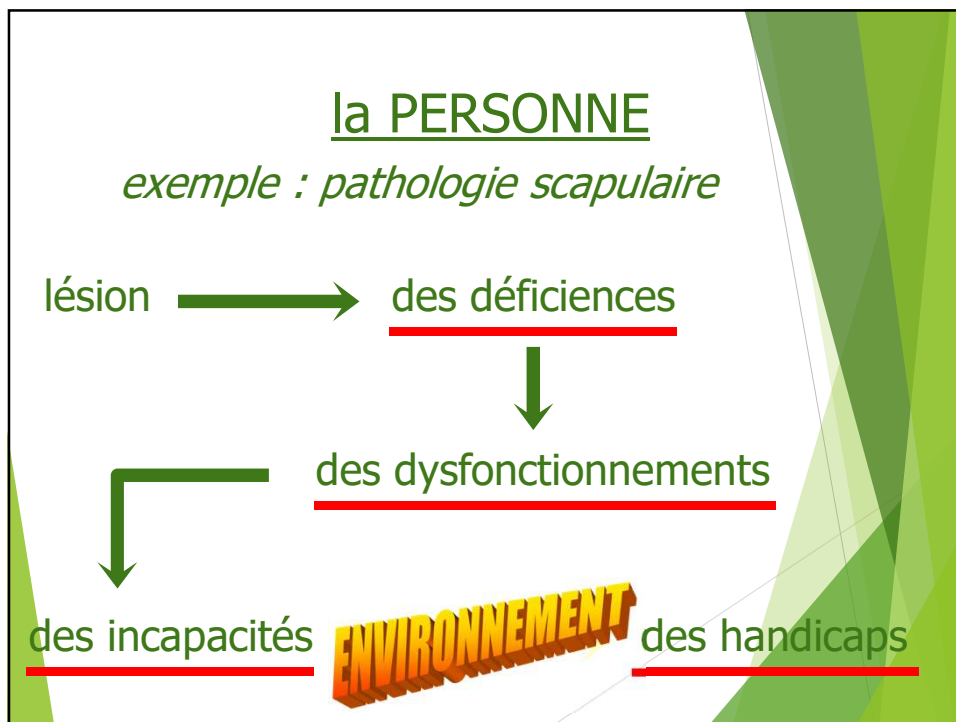 la PERSONNE
exemple : pathologie scapulaire
lésion des déficiences
des dysfonctionnements
des incapacités ENVIRONNEMENT des handicaps